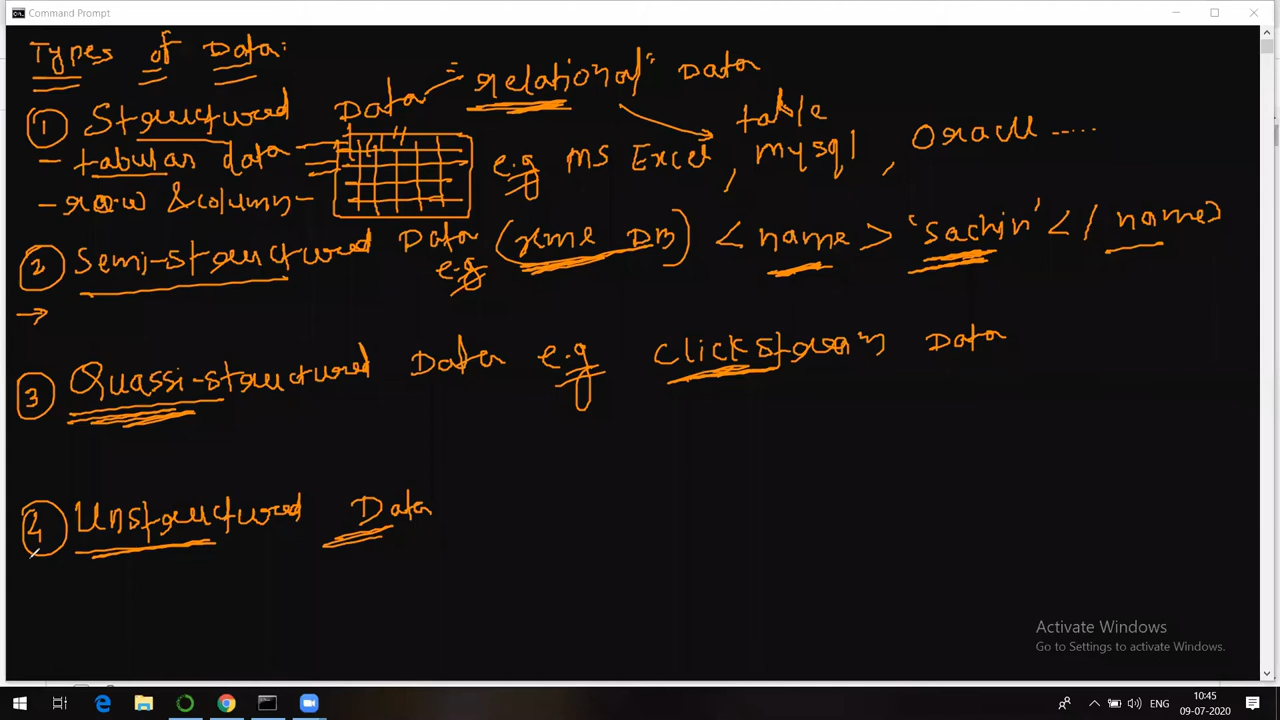 Command Prompt
Types of Data:
① Structured Data = "relational" Data
- tabular data
- row & column -
e.g MS Excel, mysql, Oracle .....
table
② Semi-structured Data (xml DB) <name> 'sachin' </name>
e.g
→
③ Quassi-structured Data e.g Clickstream Data
④ Unstructured Data
Activate Windows
Go to Settings to activate Windows.
ENG
10:45
09-07-2020